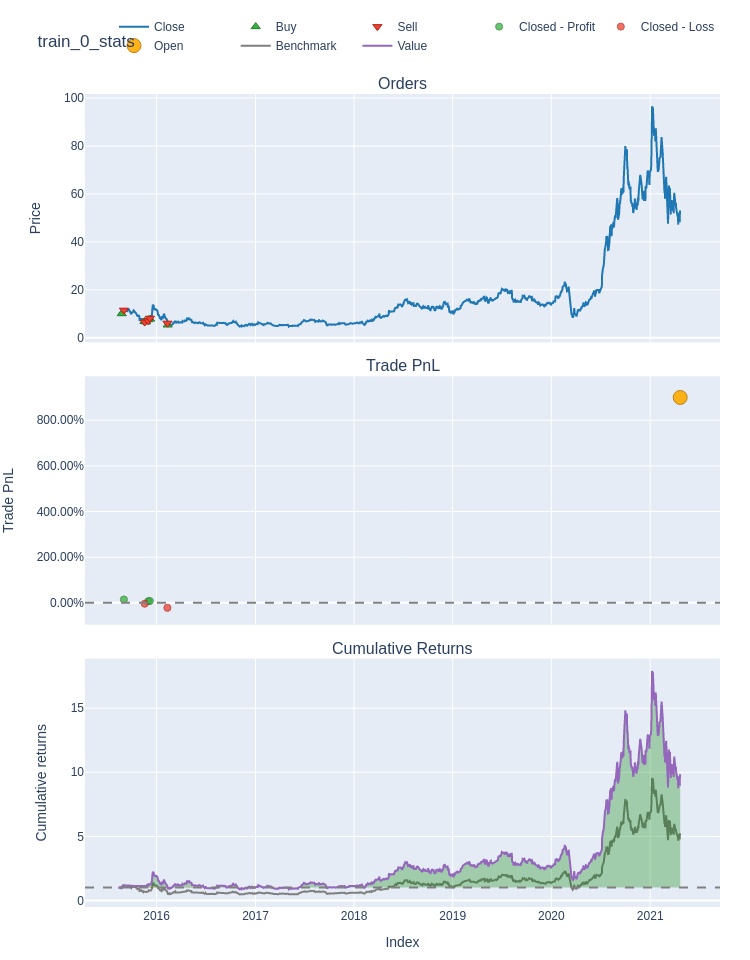 train_0_stats
Close
Buy
Sell
Closed - Profit
Closed - Loss
Open
Benchmark
Value
Orders
100
80
60
40
20
0
Price
Trade PnL
800.00%
600.00%
400.00%
200.00%
0.00%
Trade PnL
Cumulative Returns
15
10
5
0
Cumulative returns
2016
2017
2018
2019
2020
2021
Index